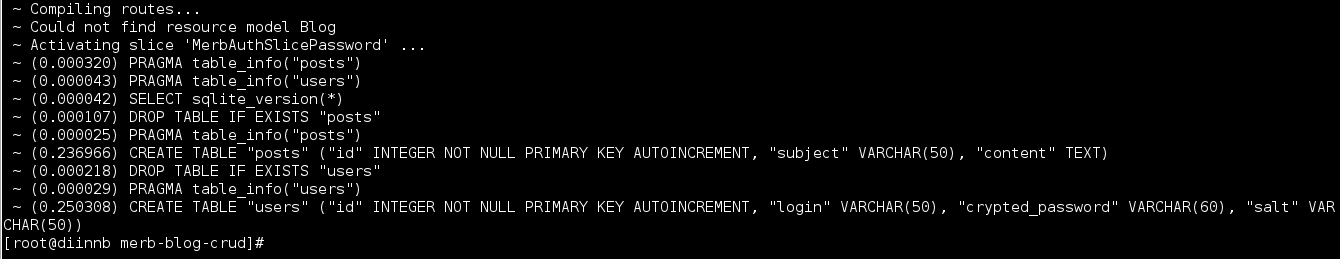 ~ Compiling routes...
~ Could not find resource model Blog
~ Activating slice 'MerbAuthSlicePassword' ...
~ (0.000320) PRAGMA table_info("posts")
~ (0.000043) PRAGMA table_info("users")
~ (0.000042) SELECT sqlite_version(*)
~ (0.000107) DROP TABLE IF EXISTS "posts"
~ (0.000025) PRAGMA table_info("posts")
~ (0.236966) CREATE TABLE "posts" ("id" INTEGER NOT NULL PRIMARY KEY AUTOINCREMENT, "subject" VARCHAR(50), "content" TEXT)
~ (0.000218) DROP TABLE IF EXISTS "users"
~ (0.000029) PRAGMA table_info("users")
~ (0.250308) CREATE TABLE "users" ("id" INTEGER NOT NULL PRIMARY KEY AUTOINCREMENT, "login" VARCHAR(50), "crypted_password" VARCHAR(60), "salt" VAR
CHAR(50))
[root@diinnb merb-blog-crud]#